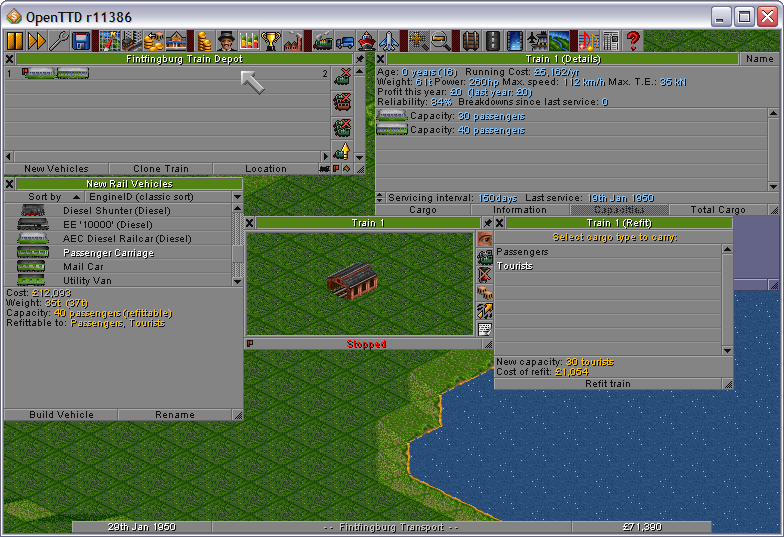 OpenTTD r11386
Fintfingburg Train Depot
1 2
New Vehicles Clone Train Location
Train 1 (Details) Name
Age: 0 years (16) Running Cost: £5,162/yr
Weight: 61t Power: 260hp Max. speed: 112 km/h Max. T.E.: 35 kN
Profit this year: £0 (last year: £0)
Reliability: 84% Breakdowns since last service: 0
Capacity: 30 passengers
Capacity: 40 passengers
Servicing interval: 150days Last service: 19th Jan 1950
Cargo Information Capacities Total Cargo
New Rail Vehicles
Sort by EngineID (classic sort)
Diesel Shunter (Diesel)
EE '10000' (Diesel)
AEC Diesel Railcar (Diesel)
Passenger Carriage
Mail Car
Utility Van
Cost: £12,093
Weight: 35t (37t)
Capacity: 40 passengers (refittable)
Refittable to: Passengers, Tourists
Build Vehicle Rename
Train 1
Stopped
Train 1 (Refit)
Select cargo type to carry:
Passengers
Tourists
New capacity: 30 tourists
Cost of refit: £1,054
Refit train
29th Jan 1950 - - Fintfingburg Transport - - £71,390